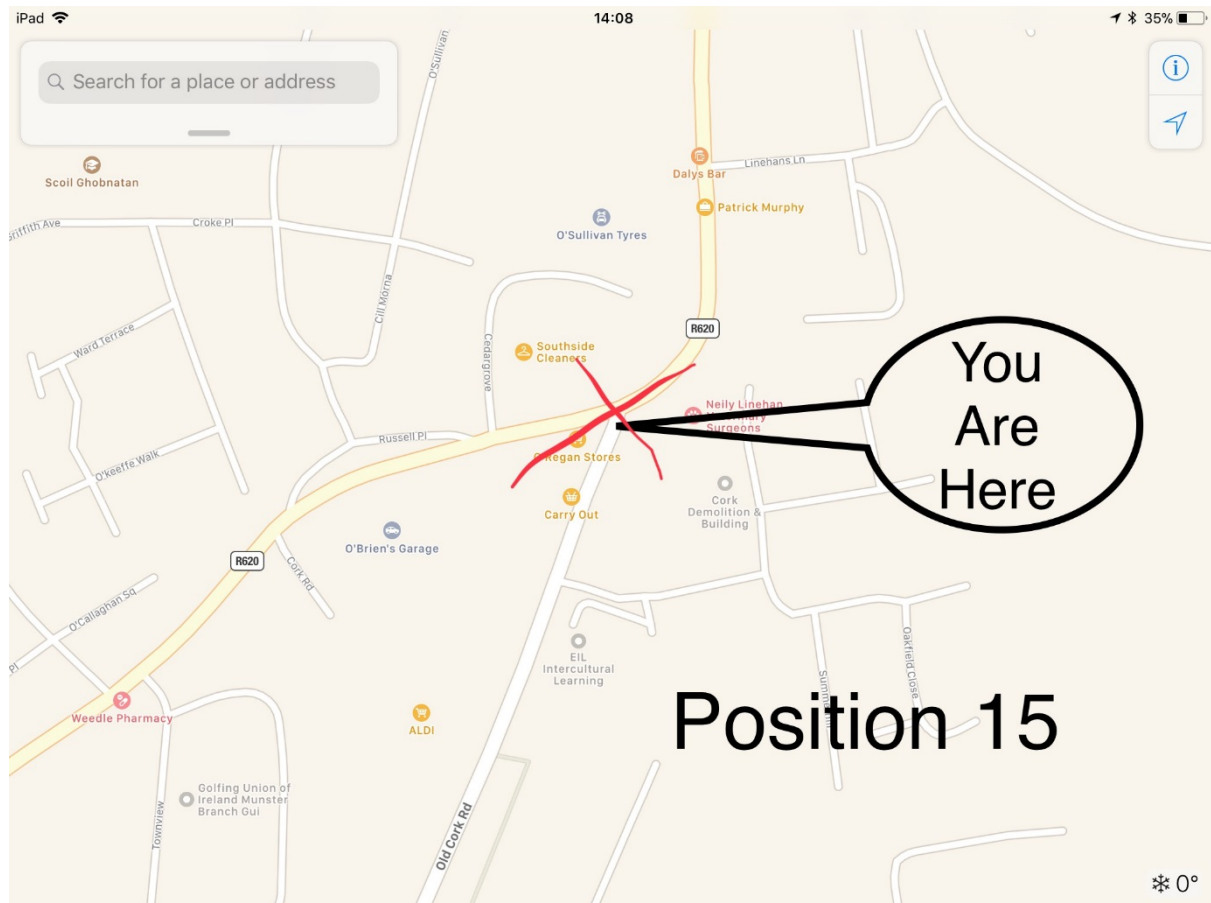 iPad
14:08
35%
Search for a place or address
O'Sullivan
Scoil Ghobnatan
Dalys Bar
Linehans Ln
Patrick Murphy
Griffith Ave
Croke Pl
O'Sullivan Tyres
Cill Morna
Ward Terrace
R620
Southside
Cleaners
Cedargrove
You
Are
Here
Neily Linehan
Veterinary
Surgeons
Russell Pl
O'Regan Stores
O'keeffe Walk
Carry Out
Cork
Demolition &
Building
O'Brien's Garage
R620
Cork Rd
O'Callaghan Sq
Pl
EIL
Intercultural
Learning
Oakfield Close
Weedle Pharmacy
ALDI
Position 15
Golfing Union of
Ireland Munster
Branch Gui
Townview
Old Cork Rd
0°